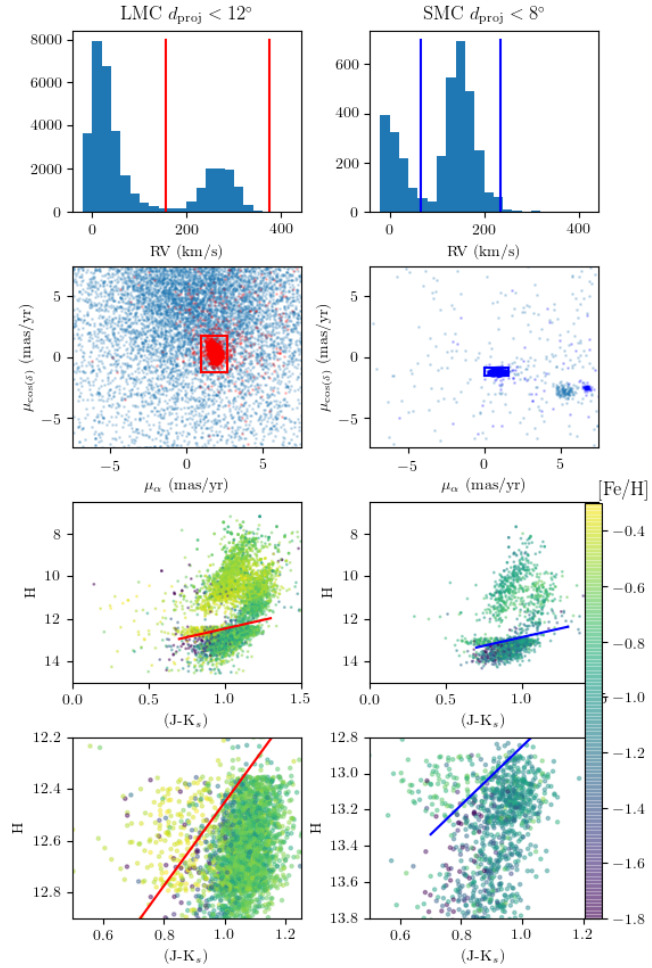 LMC d_proj < 12° SMC d_proj < 8°
8000
6000
4000
2000
0
600
400
200
0
0 200 400
0 200 400
RV (km/s)
RV (km/s)
μ_cos(δ) (mas/yr)
5
0
−5
μ_cos(δ) (mas/yr)
5
0
−5
−5 0 5
−5 0 5
μ_α (mas/yr)
μ_α (mas/yr)
[Fe/H]
H
8
10
12
14
H
8
10
12
14
0.0 0.5 1.0 1.5
0.0 0.5 1.0
(J-K_s)
(J-K_s)
H
12.2
12.4
12.6
12.8
H
12.8
13.0
13.2
13.4
13.6
13.8
0.6 0.8 1.0 1.2
0.6 0.8 1.0 1.2
(J-K_s)
(J-K_s)
−0.4
−0.6
−0.8
−1.0
−1.2
−1.4
−1.6
−1.8